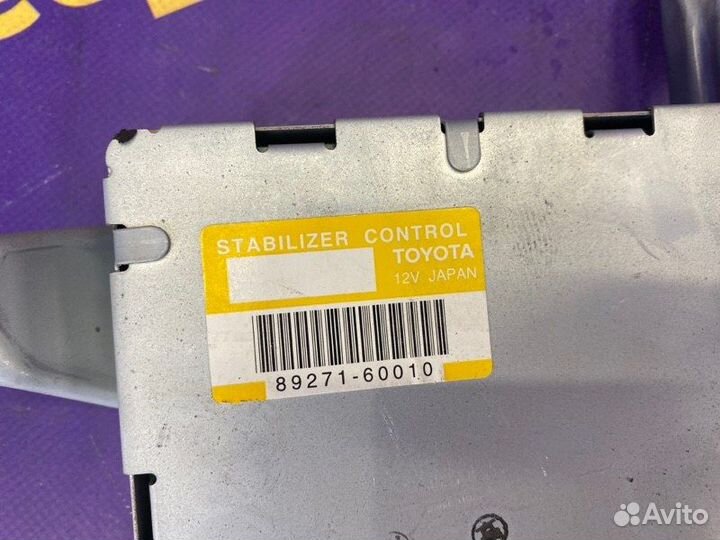 STABILIZER CONTROL
TOYOTA
12V JAPAN
89271-60010
Avito